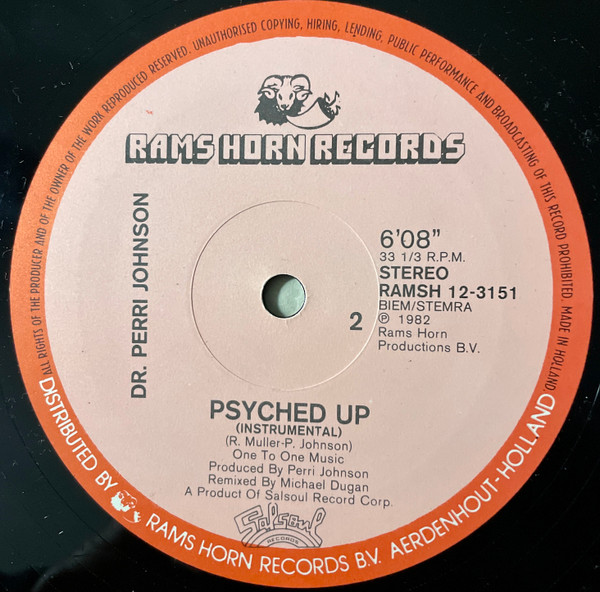 ALL RIGHTS OF THE PRODUCER AND OF THE OWNER OF THE WORK REPRODUCED RESERVED. UNAUTHORISED COPYING, HIRING, LENDING, PUBLIC PERFORMANCE AND BROADCASTING OF THIS RECORD PROHIBITED. MADE IN HOLLAND
RAMS HORN RECORDS
DR. PERRI JOHNSON
6'08"
33 1/3 R.P.M.
STEREO
RAMSH 12-3151
BIEM/STEMRA
℗ 1982
Rams Horn
Productions B.V.
2
PSYCHED UP
(INSTRUMENTAL)
(R. Muller-P. Johnson)
One To One Music
Produced By Perri Johnson
Remixed By Michael Dugan
A Product Of Salsoul Record Corp.
Salsoul
RECORDS
DISTRIBUTED BY RAMS HORN RECORDS B.V. AERDENHOUT-HOLLAND